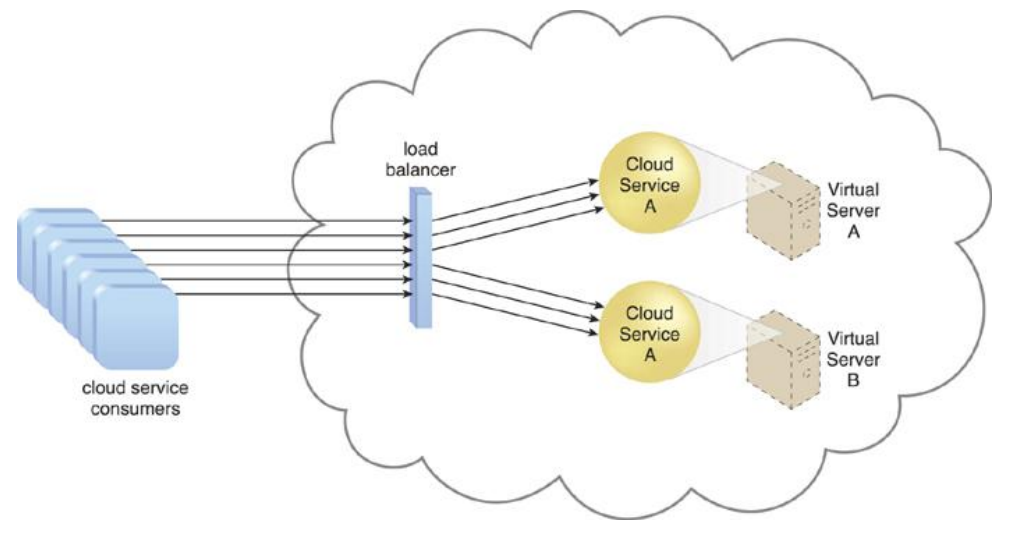 load
balancer
Cloud
Service
A
Virtual
Server
A
Cloud
Service
A
Virtual
Server
B
cloud service
consumers